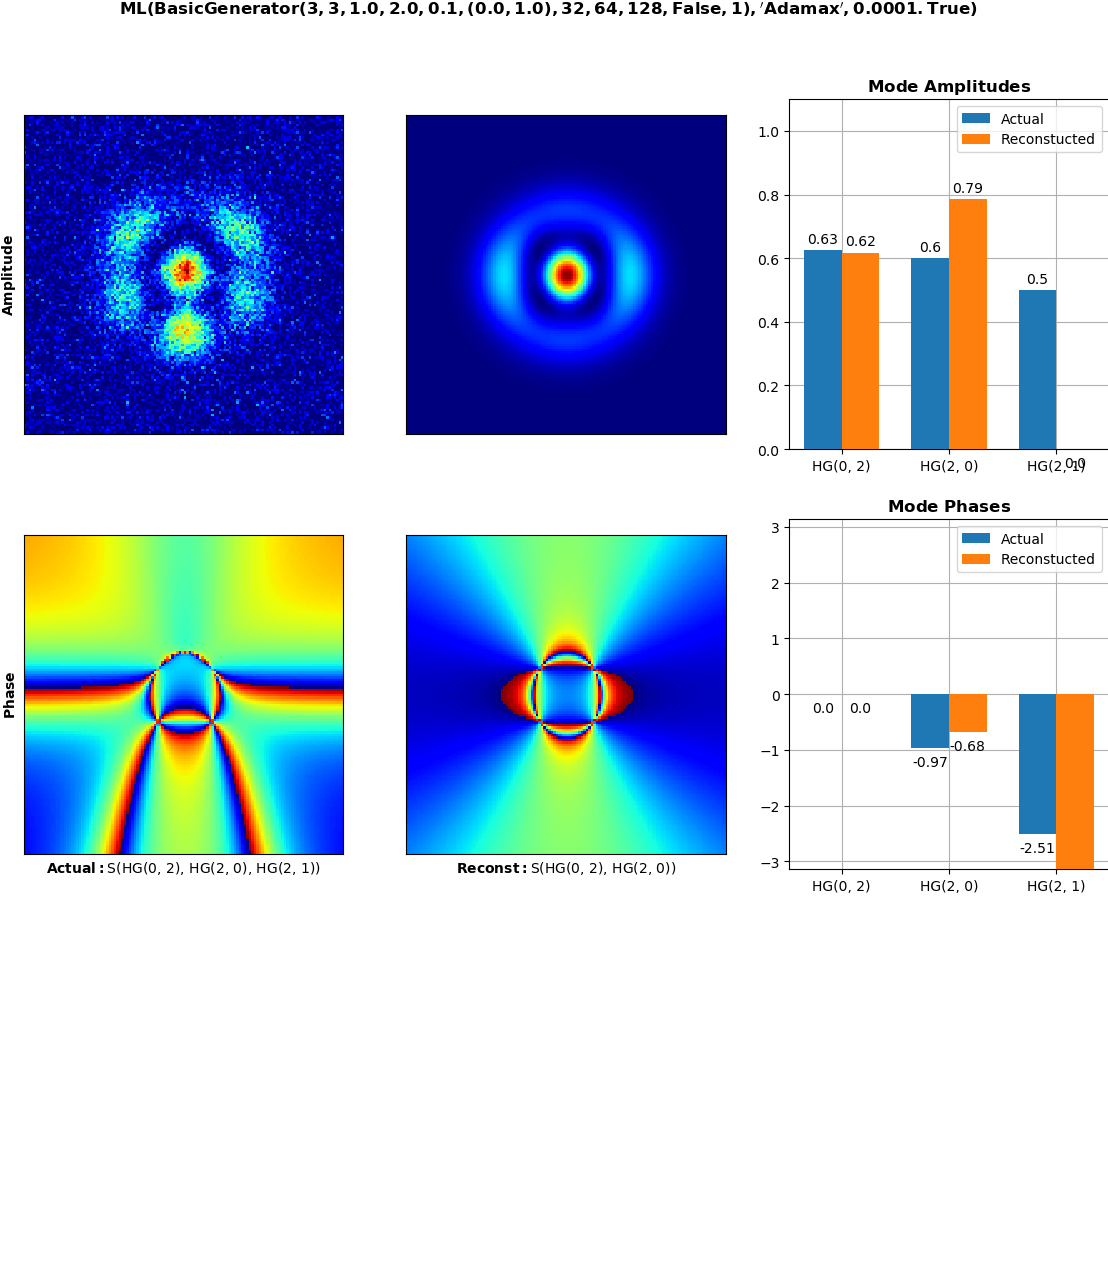 ML(BasicGenerator(3, 3, 1.0, 2.0, 0.1, (0.0, 1.0), 32, 64, 128, False, 1), ′Adamax′, 0.0001. True)
Amplitude
Mode Amplitudes
Actual
Reconstucted
1.0
0.8
0.6
0.4
0.2
0.0
0.63
0.62
0.6
0.79
0.5
0.0
HG(0, 2)
HG(2, 0)
HG(2, 1)
Phase
Actual: S(HG(0, 2), HG(2, 0), HG(2, 1))
Reconst: S(HG(0, 2), HG(2, 0))
Mode Phases
Actual
Reconstucted
3
2
1
0
−1
−2
−3
0.0
0.0
-0.97
-0.68
-2.51
HG(0, 2)
HG(2, 0)
HG(2, 1)